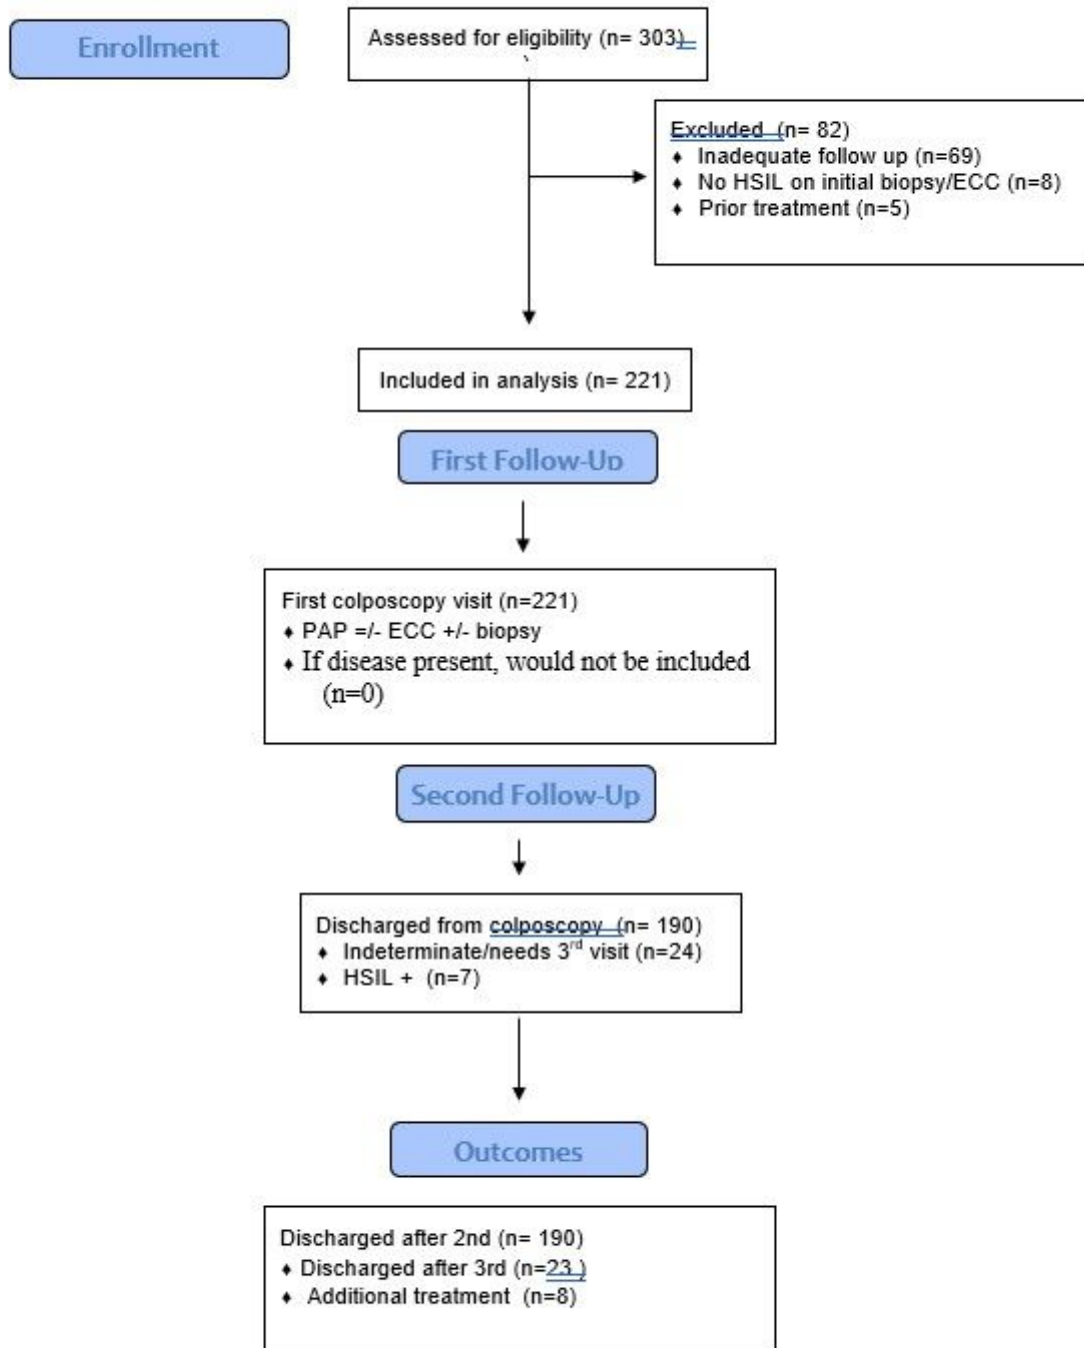 Enrollment
Assessed for eligibility (n= 303)
Excluded (n= 82)
♦ Inadequate follow up (n=69)
♦ No HSIL on initial biopsy/ECC (n=8)
♦ Prior treatment (n=5)
Included in analysis (n= 221)
First Follow-Up
First colposcopy visit (n=221)
♦ PAP =/- ECC +/- biopsy
♦ If disease present, would not be included
(n=0)
Second Follow-Up
Discharged from colposcopy (n= 190)
♦ Indeterminate/needs 3rd visit (n=24)
♦ HSIL + (n=7)
Outcomes
Discharged after 2nd (n= 190)
♦ Discharged after 3rd (n=23 )
♦ Additional treatment (n=8)